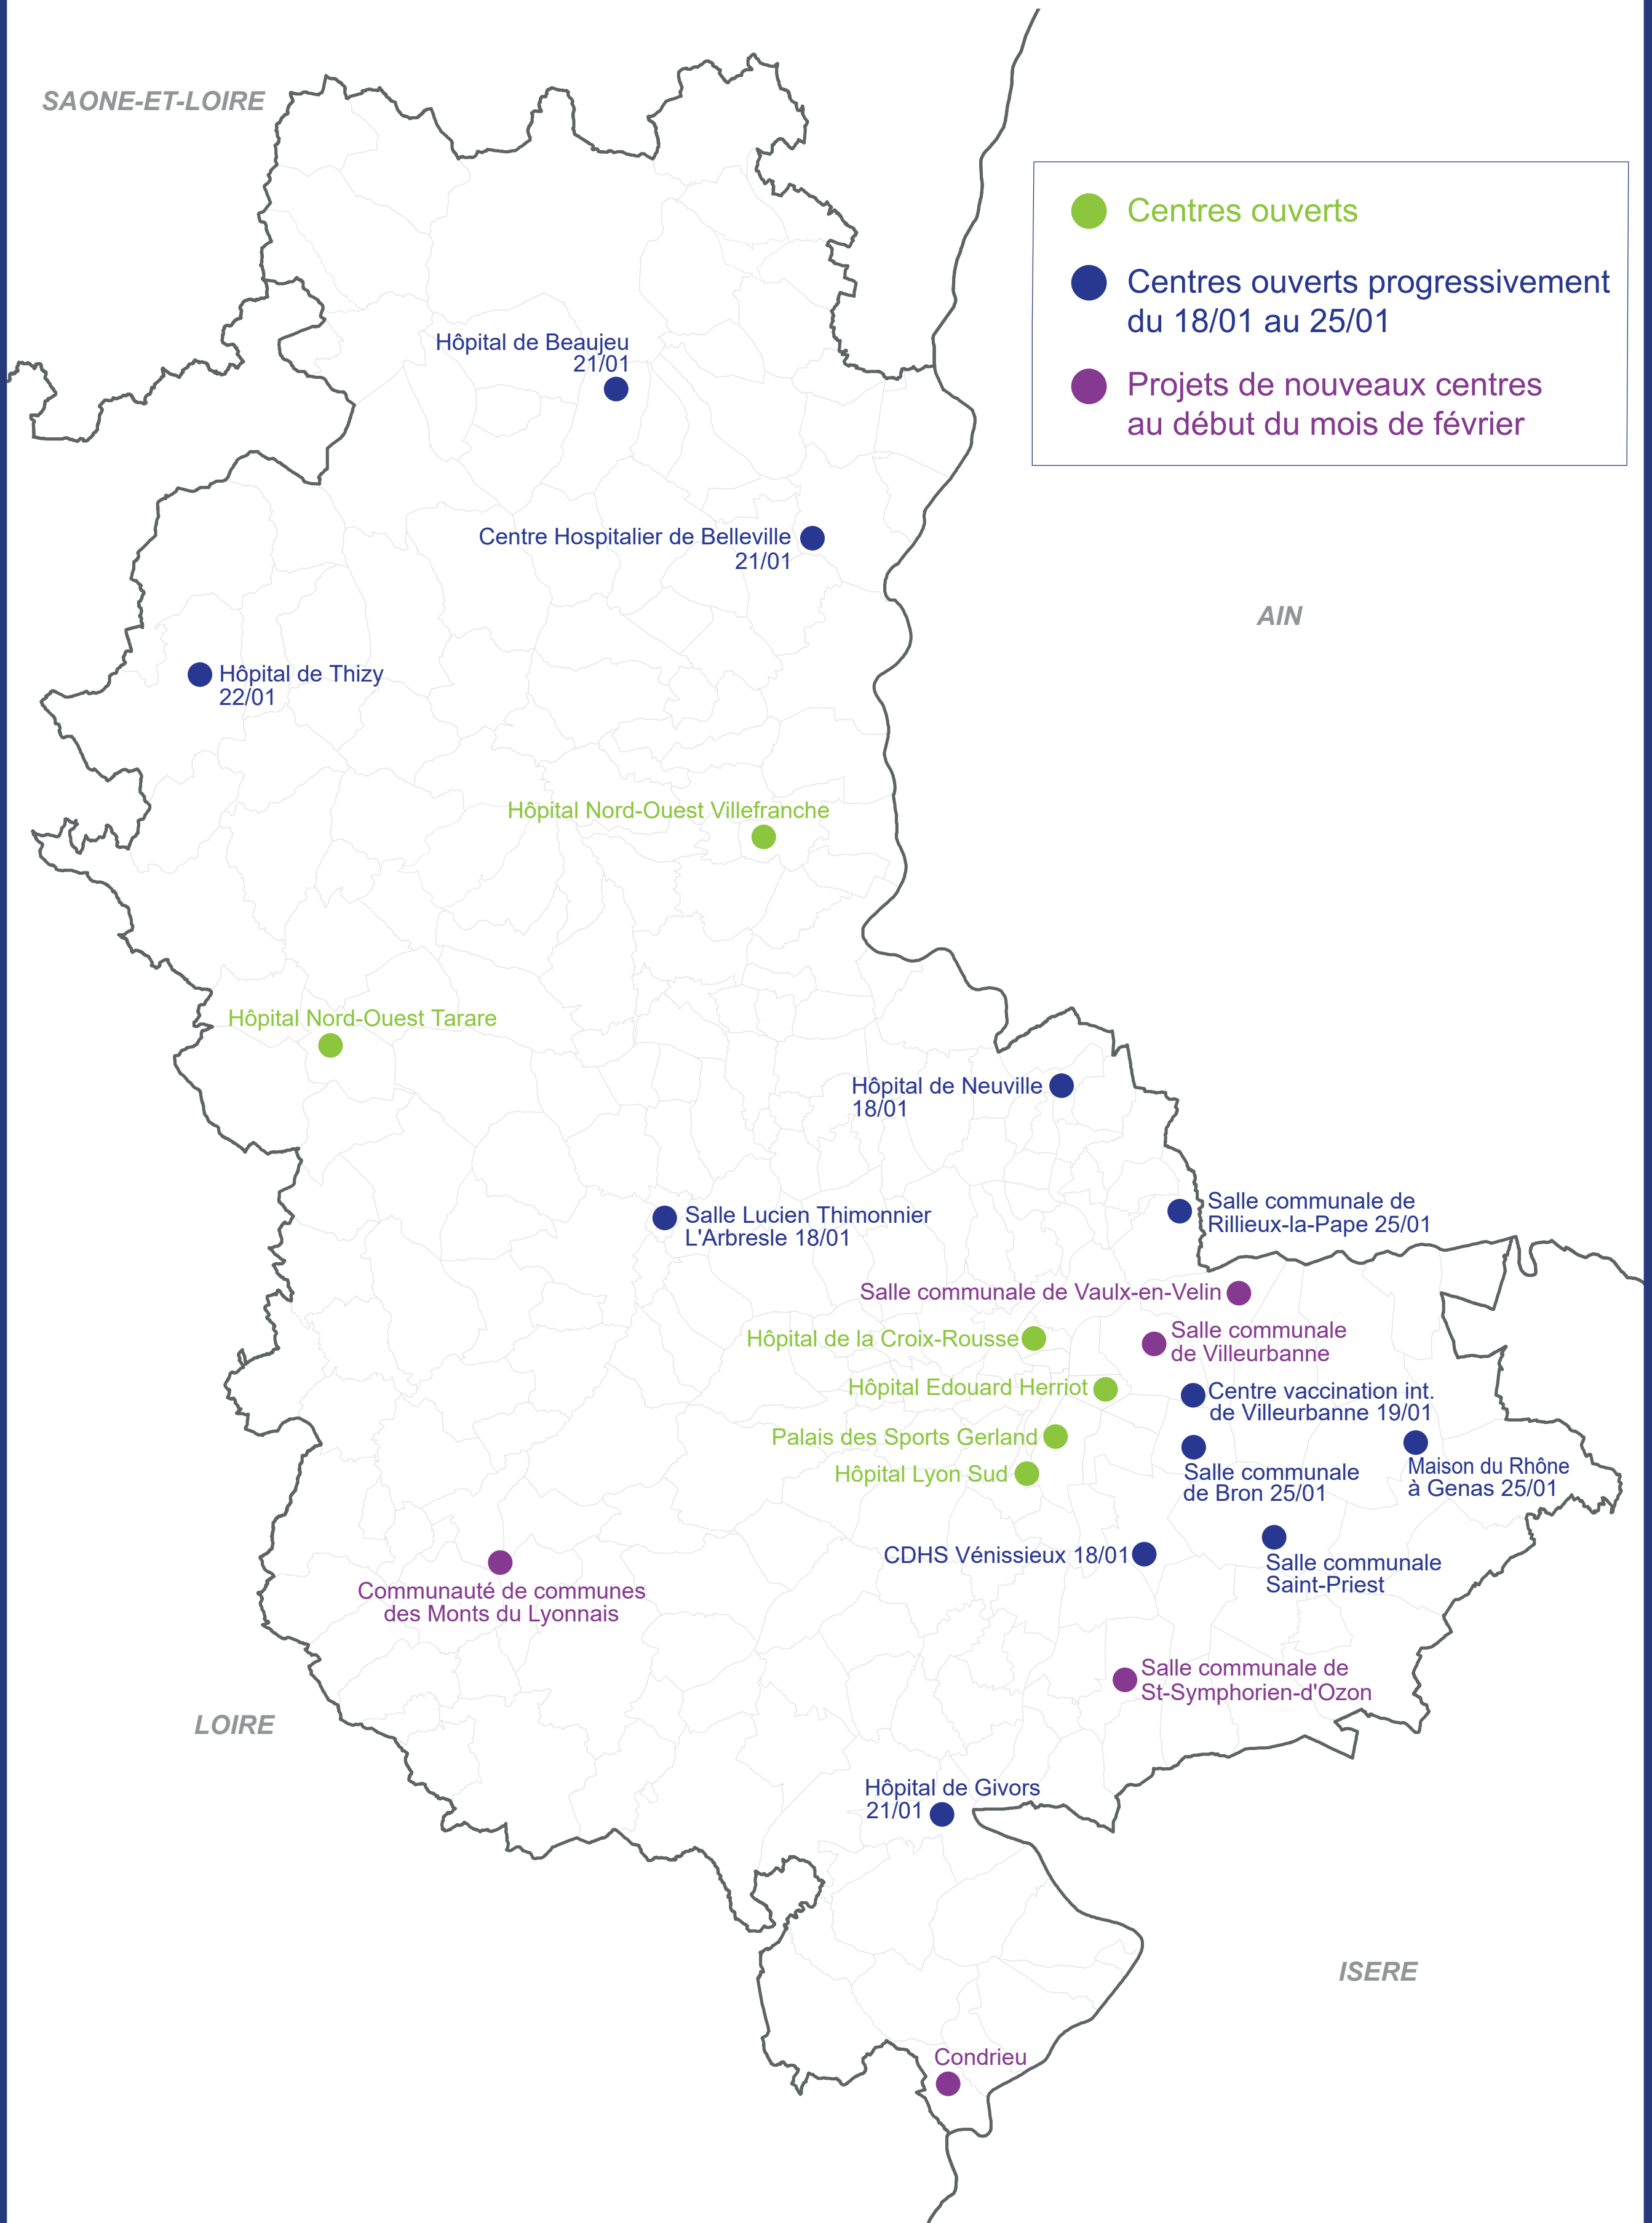 SAONE-ET-LOIRE
Centres ouverts
Centres ouverts progressivement
du 18/01 au 25/01
Projets de nouveaux centres
au début du mois de février
Hôpital de Beaujeu
21/01
Centre Hospitalier de Belleville
21/01
AIN
Hôpital de Thizy
22/01
Hôpital Nord-Ouest Villefranche
Hôpital Nord-Ouest Tarare
Hôpital de Neuville
18/01
Salle communale de
Rillieux-la-Pape 25/01
Salle Lucien Thimonnier
L'Arbresle 18/01
Salle communale de Vaulx-en-Velin
Salle communale
de Villeurbanne
Hôpital de la Croix-Rousse
Hôpital Edouard Herriot
Centre vaccination int.
de Villeurbanne 19/01
Palais des Sports Gerland
Hôpital Lyon Sud
Salle communale
de Bron 25/01
Maison du Rhône
à Genas 25/01
CDHS Vénissieux 18/01
Salle communale
Saint-Priest
Communauté de communes
des Monts du Lyonnais
Salle communale de
St-Symphorien-d'Ozon
LOIRE
Hôpital de Givors
21/01
ISERE
Condrieu